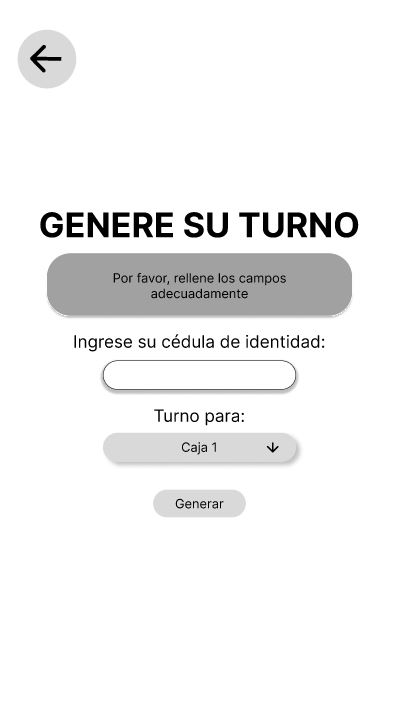 GENERE SU TURNO
Por favor, rellene los campos
adecuadamente
Ingrese su cédula de identidad:
Turno para:
Caja 1
Generar